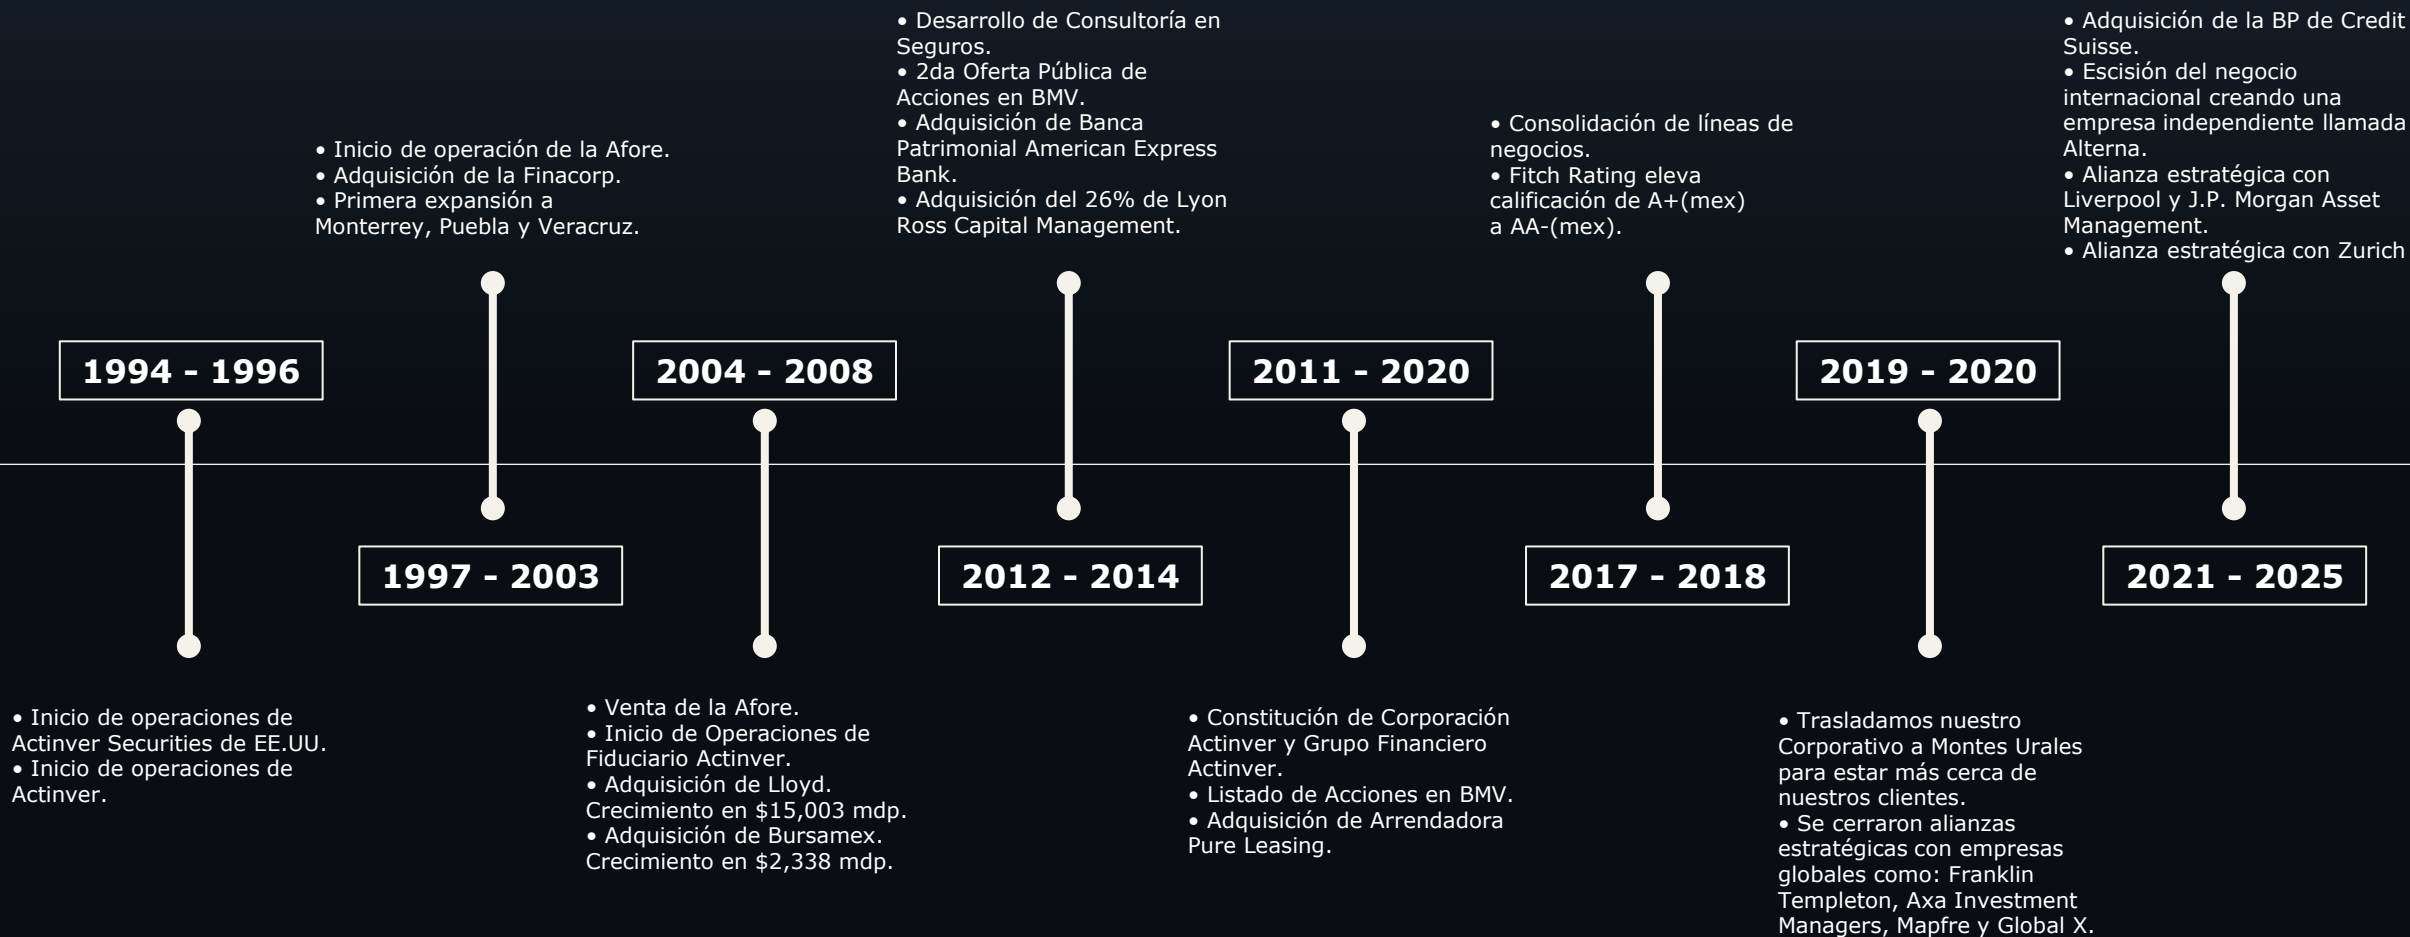 1994 - 1996
• Inicio de operaciones de
Actinver Securities de EE.UU.
• Inicio de operaciones de
Actinver.
• Inicio de operación de la Afore.
• Adquisición de la Finacorp.
• Primera expansión a
Monterrey, Puebla y Veracruz.
1997 - 2003
2004 - 2008
• Venta de la Afore.
• Inicio de Operaciones de
Fiduciario Actinver.
• Adquisición de Lloyd.
Crecimiento en $15,003 mdp.
• Adquisición de Bursamex.
Crecimiento en $2,338 mdp.
• Desarrollo de Consultoría en
Seguros.
• 2da Oferta Pública de
Acciones en BMV.
• Adquisición de Banca
Patrimonial American Express
Bank.
• Adquisición del 26% de Lyon
Ross Capital Management.
2012 - 2014
2011 - 2020
• Constitución de Corporación
Actinver y Grupo Financiero
Actinver.
• Listado de Acciones en BMV.
• Adquisición de Arrendadora
Pure Leasing.
• Consolidación de líneas de
negocios.
• Fitch Rating eleva
calificación de A+(mex)
a AA-(mex).
2017 - 2018
2019 - 2020
• Trasladamos nuestro
Corporativo a Montes Urales
para estar más cerca de
nuestros clientes.
• Se cerraron alianzas
estratégicas con empresas
globales como: Franklin
Templeton, Axa Investment
Managers, Mapfre y Global X.
• Adquisición de la BP de Credit
Suisse.
• Escisión del negocio
internacional creando una
empresa independiente llamada
Alterna.
• Alianza estratégica con
Liverpool y J.P. Morgan Asset
Management.
• Alianza estratégica con Zurich
2021 - 2025